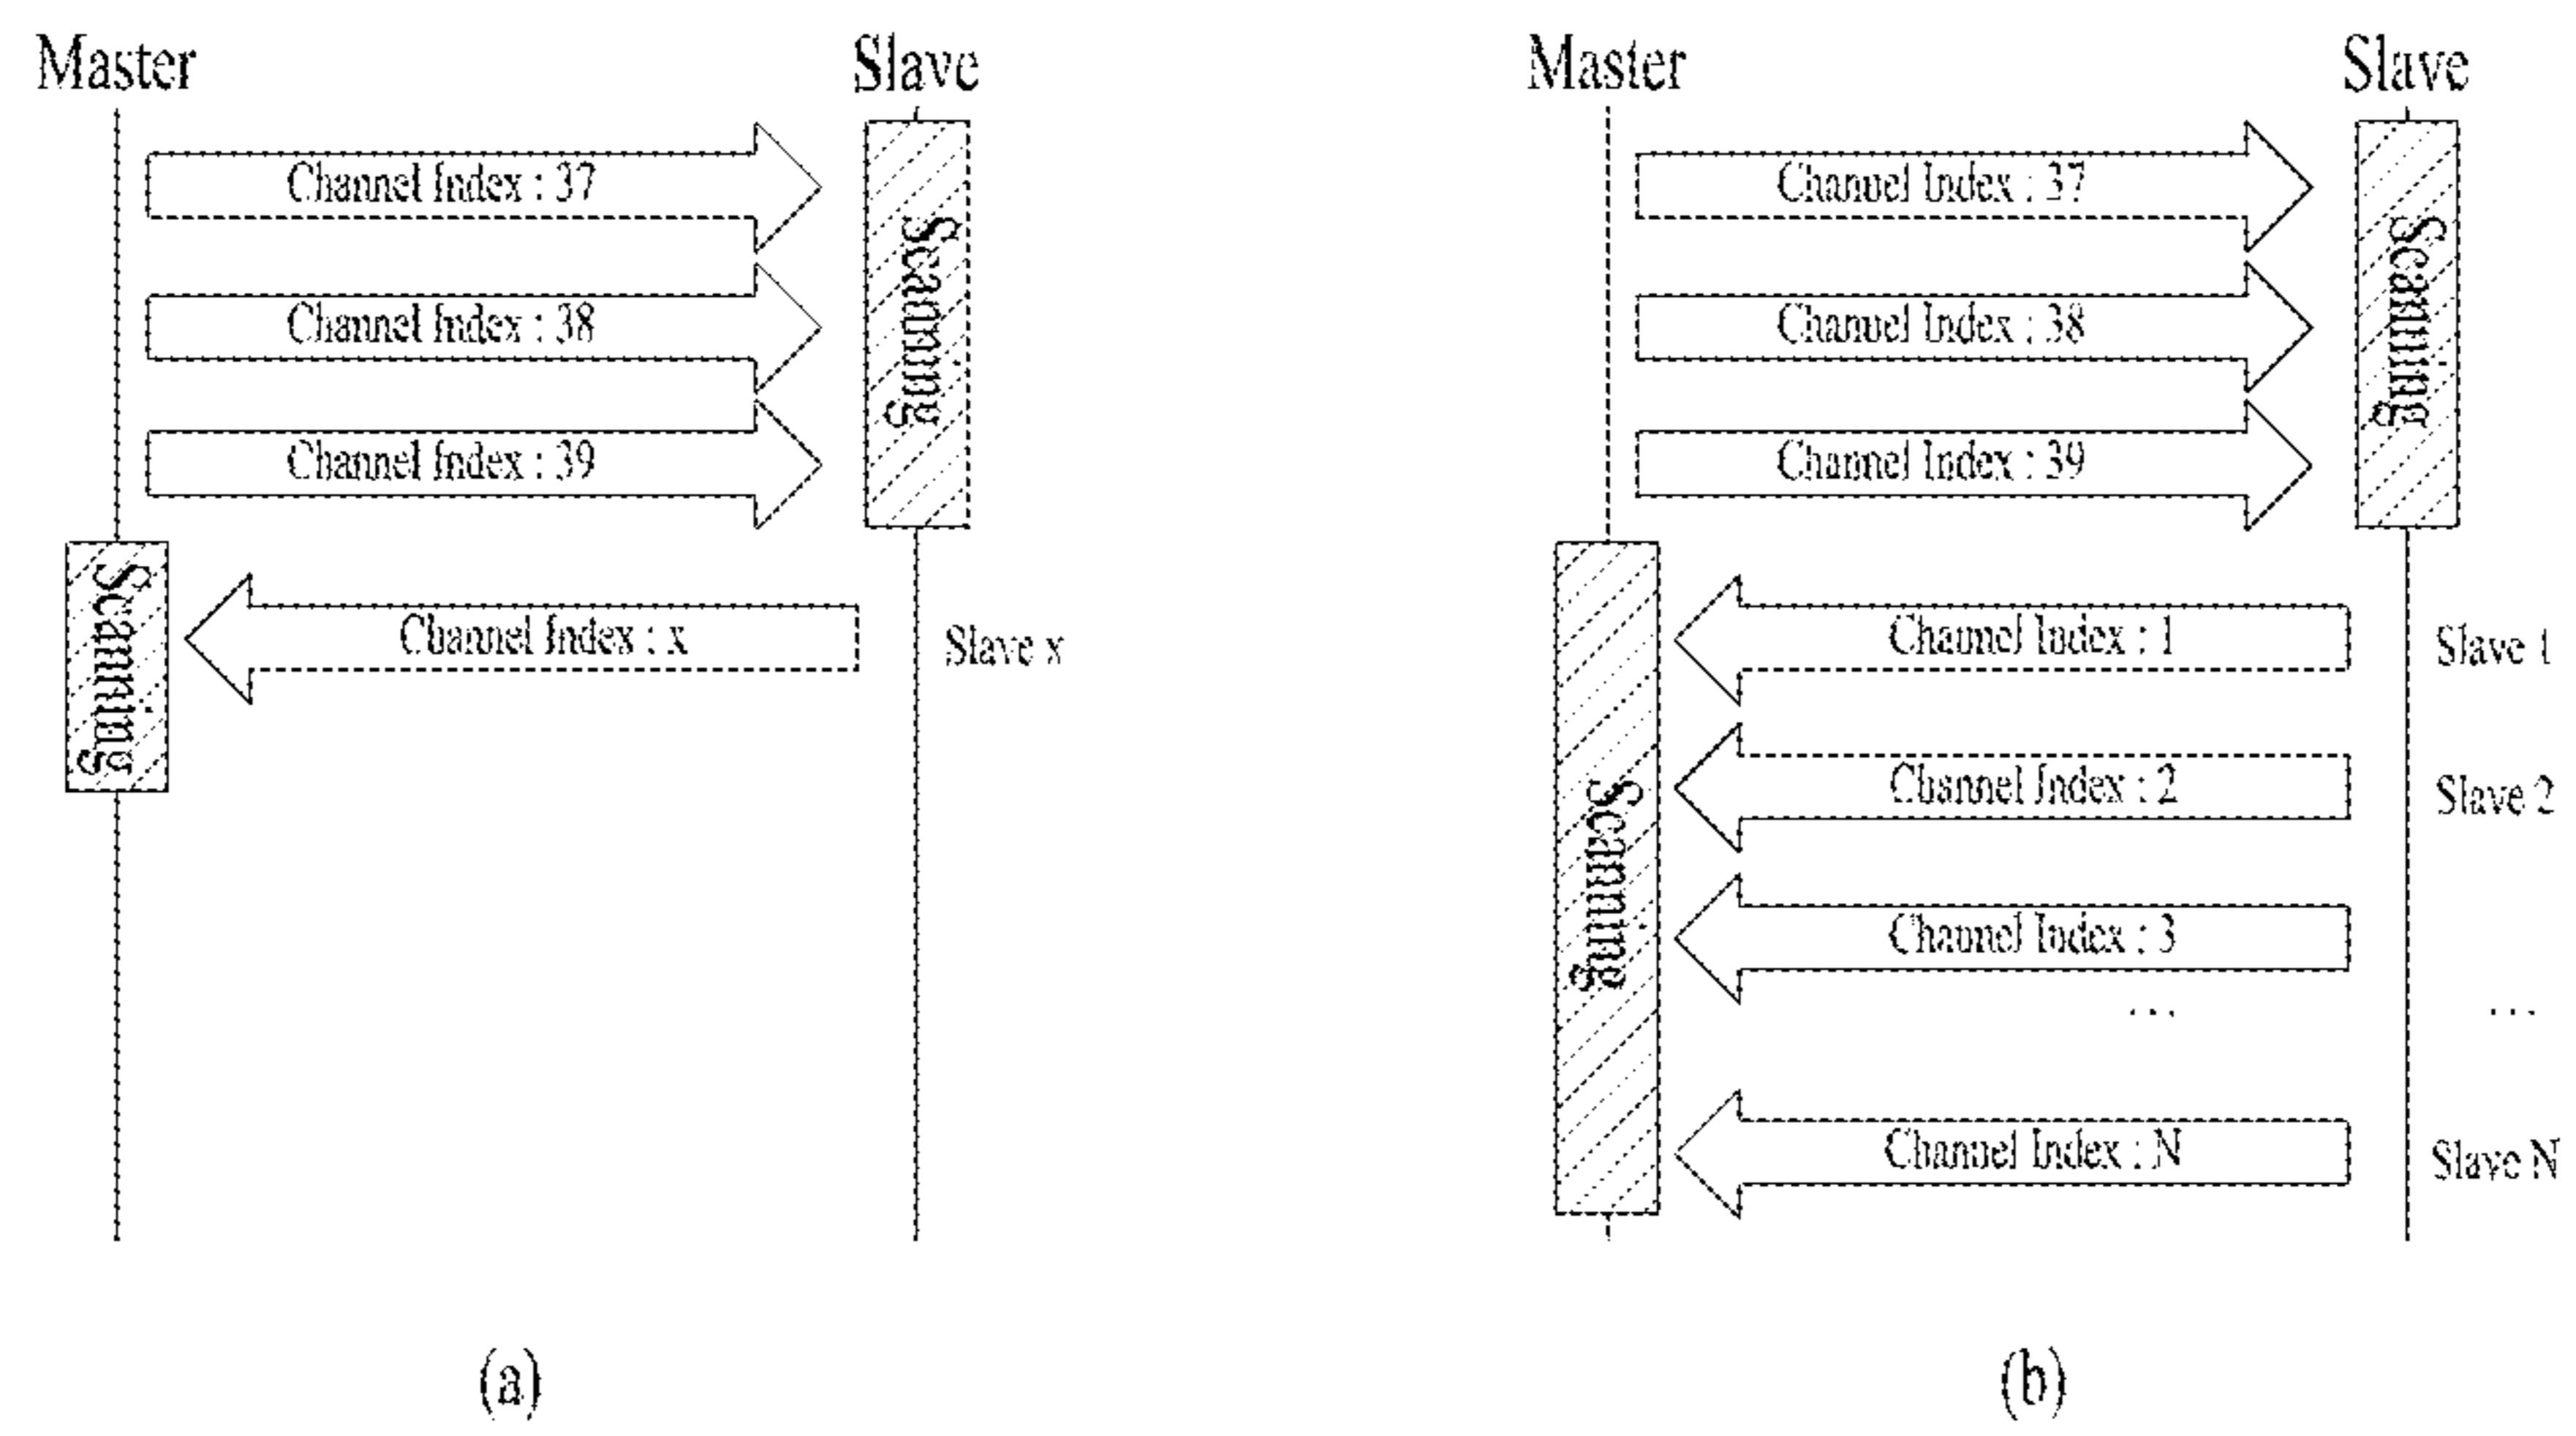 Master Slave
Channel Index : 37
Channel Index : 38
Channel Index : 39
Scanning
Scanning
Channel Index : x
Slave x
(a)
Master Slave
Channel Index : 37
Channel Index : 38
Channel Index : 39
Scanning
Scanning
Channel Index : 1
Slave 1
Channel Index : 2
Slave 2
Channel Index : 3
... ...
Channel Index : N
Slave N
(b)